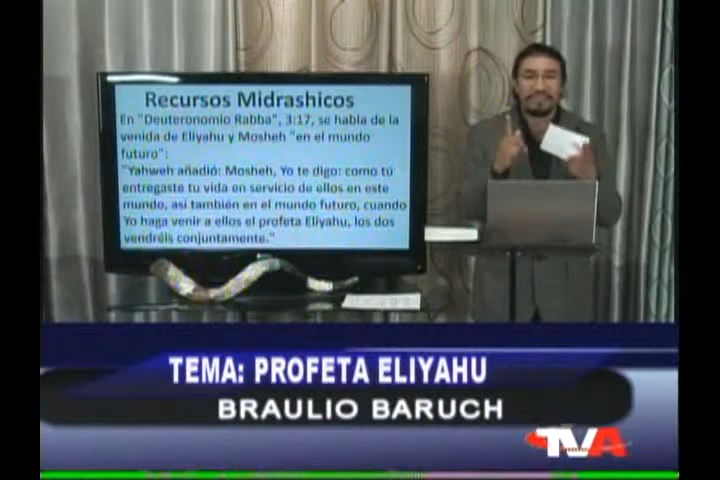 Recursos Midrashicos
En "Deuteronomio Rabba", 3:17, se habla de la
venida de Eliyahu y Mosheh "en el mundo
futuro":
"Yahweh añadió: Mosheh, Yo te digo: como tú
entregaste tu vida en servicio de ellos en este
mundo, así también en el mundo futuro, cuando
Yo haga venir a ellos el profeta Eliyahu, los dos
vendréis conjuntamente."
TEMA: PROFETA ELIYAHU
BRAULIO BARUCH
TVA